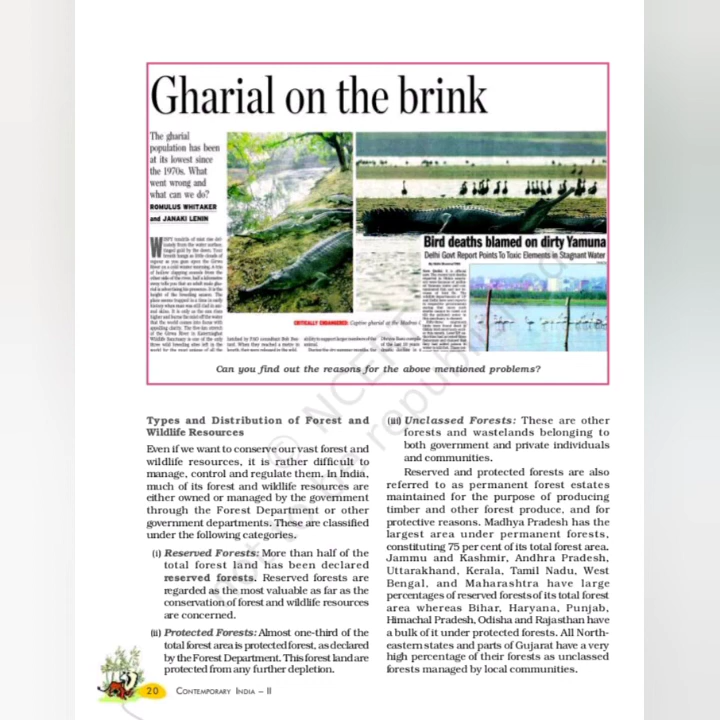 Gharial on the brink
The gharial
population has been
at its lowest since
the 1970s. What
went wrong and
what can we do?
ROMULUS WHITAKER
and JANAKI LENIN
Bird deaths blamed on dirty Yamuna
Delhi Govt Report Points To Toxic Elements in Stagnant Water
CRITICALLY ENDANGERED: Captive gharial of the Madras C
Can you find out the reasons for the above mentioned problems?
Types and Distribution of Forest and
Wildlife Resources
Even if we want to conserve our vast forest and
wildlife resources, it is rather difficult to
manage, control and regulate them. In India,
much of its forest and wildlife resources are
either owned or managed by the government
through the Forest Department or other
government departments. These are classified
under the following categories.
(i) Reserved Forests: More than half of the
total forest land has been declared
reserved forests. Reserved forests are
regarded as the most valuable as far as the
conservation of forest and wildlife resources
are concerned.
(ii) Protected Forests: Almost one-third of the
total forest area is protected forest, as declared
by the Forest Department. This forest land are
protected from any further depletion.
(iii) Unclassed Forests: These are other
forests and wastelands belonging to
both government and private individuals
and communities.
Reserved and protected forests are also
referred to as permanent forest estates
maintained for the purpose of producing
timber and other forest produce, and for
protective reasons. Madhya Pradesh has the
largest area under permanent forests,
constituting 75 per cent of its total forest area.
Jammu and Kashmir, Andhra Pradesh,
Uttarakhand, Kerala, Tamil Nadu, West
Bengal, and Maharashtra have large
percentages of reserved forests of its total forest
area whereas Bihar, Haryana, Punjab,
Himachal Pradesh, Odisha and Rajasthan have
a bulk of it under protected forests. All North-
eastern states and parts of Gujarat have a very
high percentage of their forests as unclassed
forests managed by local communities.
20 CONTEMPORARY INDIA – II